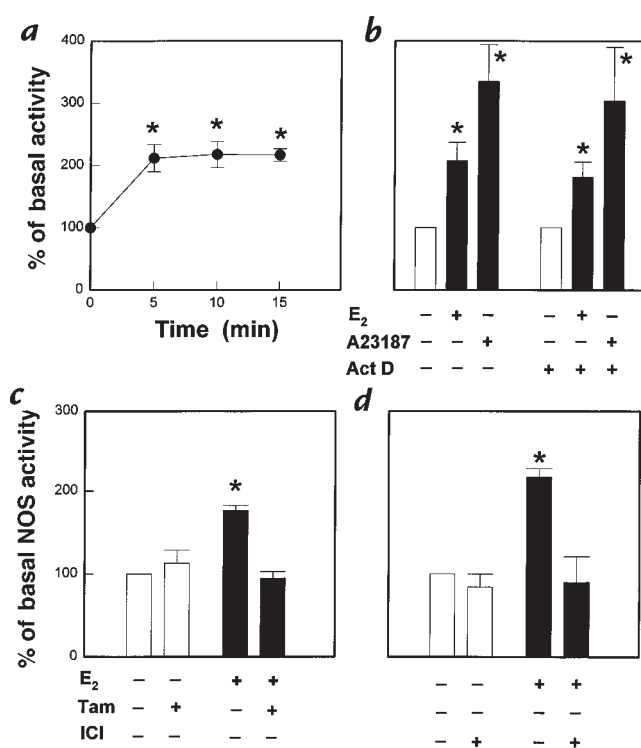 a
b
400
300
200
100
0
% of basal activity
* * *
0 5 10 15
Time (min)
* * * *
E2 – + – – + –
A23187 – – + – – +
Act D – – – + + +
c
d
300
200
100
0
% of basal NOS activity
*
*
E2 – – + + – – + +
Tam – + – + – – – –
ICI – – – – – + – +